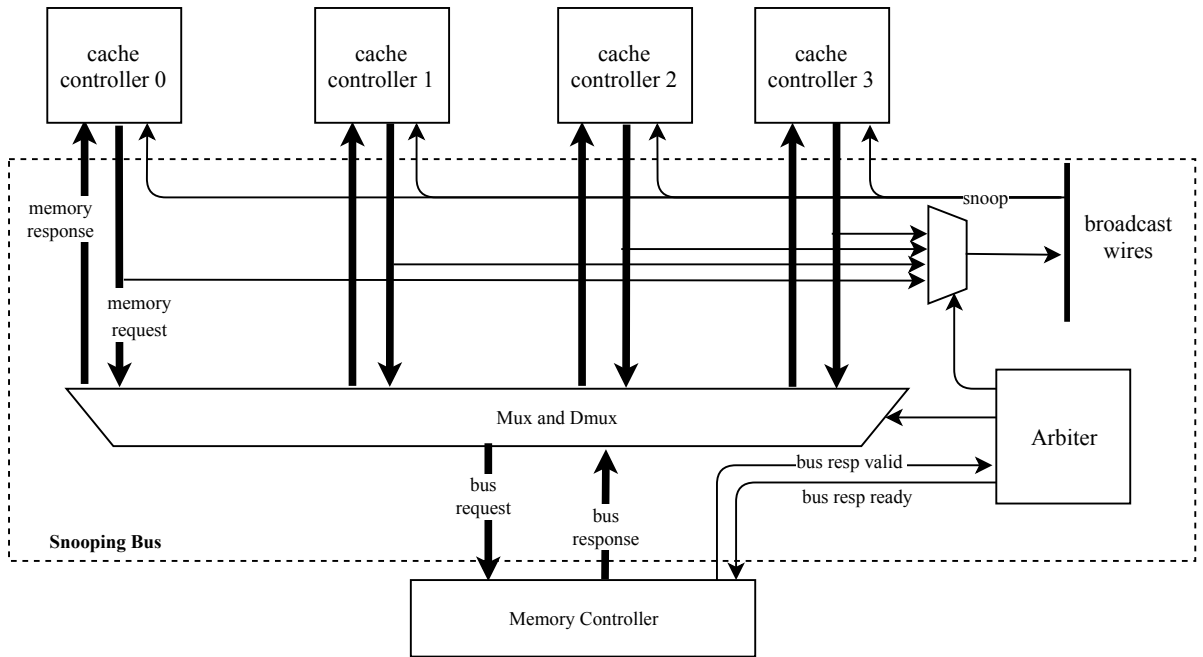 cache
controller 0
cache
controller 1
cache
controller 2
cache
controller 3
memory
response
snoop
broadcast
wires
memory
request
Mux and Dmux
Arbiter
bus resp valid
bus resp ready
bus
request
bus
response
Snooping Bus
Memory Controller